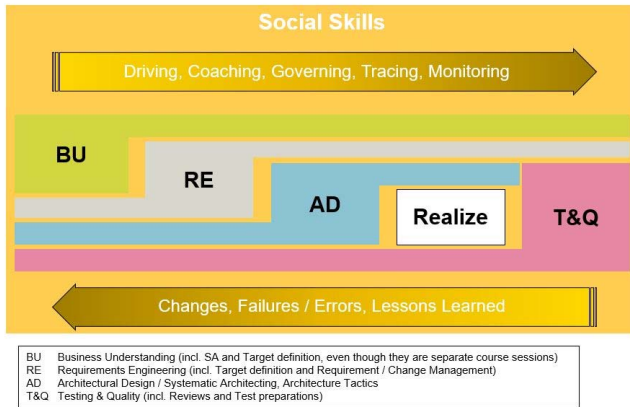 Social Skills
Driving, Coaching, Governing, Tracing, Monitoring
BU
RE
AD
Realize
T&Q
Changes, Failures / Errors, Lessons Learned
BU Business Understanding (incl. SA and Target definition, even though they are separate course sessions)
RE Requirements Engineering (incl. Target definition and Requirement / Change Management)
AD Architectural Design / Systematic Architecting, Architecture Tactics
T&Q Testing & Quality (incl. Reviews and Test preparations)